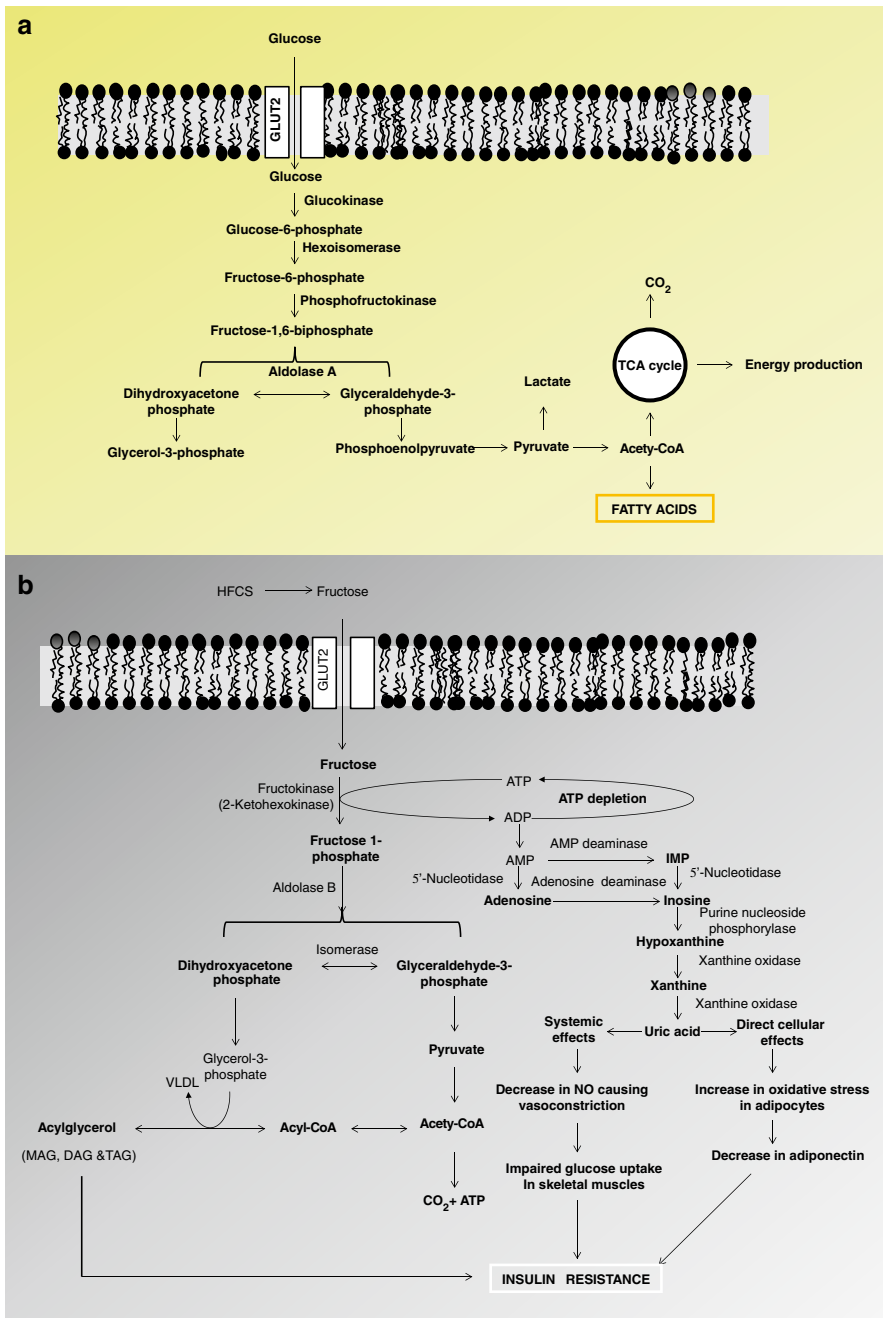 a
Glucose
GLUT2
Glucose
Glucokinase
Glucose-6-phosphate
Hexoisomerase
Fructose-6-phosphate
Phosphofructokinase
Fructose-1,6-biphosphate
Aldolase A
Dihydroxyacetone
phosphate
Glyceraldehyde-3-
phosphate
Glycerol-3-phosphate
Phosphoenolpyruvate
Pyruvate
Lactate
Acety-CoA
TCA cycle
CO2
Energy production
FATTY ACIDS
b
HFCS
Fructose
GLUT2
Fructose
Fructokinase
(2-Ketohexokinase)
ATP
ATP depletion
ADP
Fructose 1-
phosphate
AMP
AMP deaminase
IMP
5'-Nucleotidase
5'-Nucleotidase
Adenosine deaminase
Adenosine
Inosine
Aldolase B
Purine nucleoside
phosphorylase
Hypoxanthine
Xanthine oxidase
Xanthine
Xanthine oxidase
Isomerase
Dihydroxyacetone
phosphate
Glyceraldehyde-3-
phosphate
Systemic
effects
Uric acid
Direct cellular
effects
Pyruvate
Glycerol-3-
phosphate
VLDL
Decrease in NO causing
vasoconstriction
Increase in oxidative stress
in adipocytes
Acylglycerol
(MAG, DAG &TAG)
Acyl-CoA
Acety-CoA
Impaired glucose uptake
In skeletal muscles
Decrease in adiponectin
CO2+ ATP
INSULIN RESISTANCE